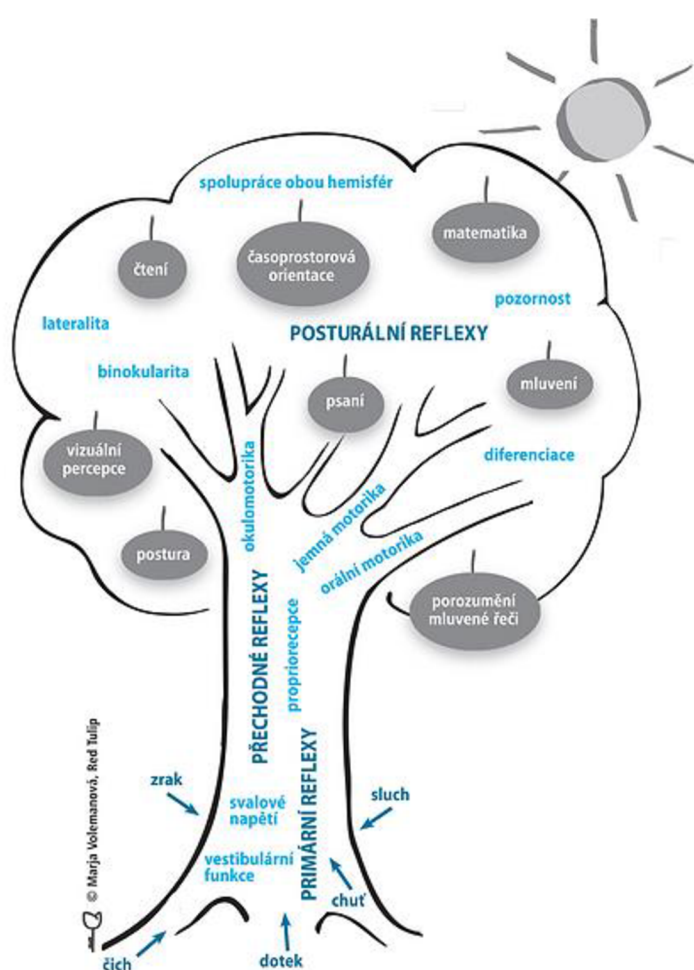 spolupráce obou hemisfér
matematika
čtení
časoprostorová
orientace
pozornost
lateralita
POSTURÁLNÍ REFLEXY
binokularita
mluvení
psaní
vizuální
percepce
diferenciace
okulomotorika
jemná motorika
postura
orální motorika
porozumění
mluvené řeči
PŘECHODNÉ REFLEXY
propriorecepce
© Marja Volemanová, Red Tulip
PRIMÁRNÍ REFLEXY
zrak
sluch
svalové
napětí
vestibulární
funkce
chuť
čich
dotek